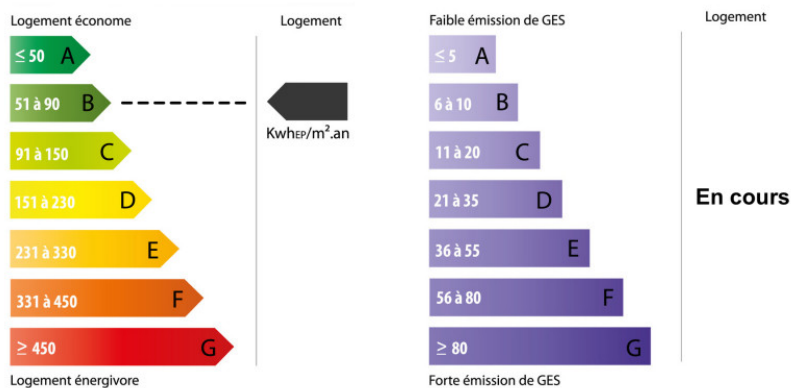 Logement économe
Logement
≤ 50 A
51 à 90 B
KwhEP/m².an
91 à 150 C
151 à 230 D
231 à 330 E
331 à 450 F
≥ 450 G
Logement énergivore
Faible émission de GES
Logement
≤ 5 A
6 à 10 B
11 à 20 C
21 à 35 D
En cours
36 à 55 E
56 à 80 F
≥ 80 G
Forte émission de GES